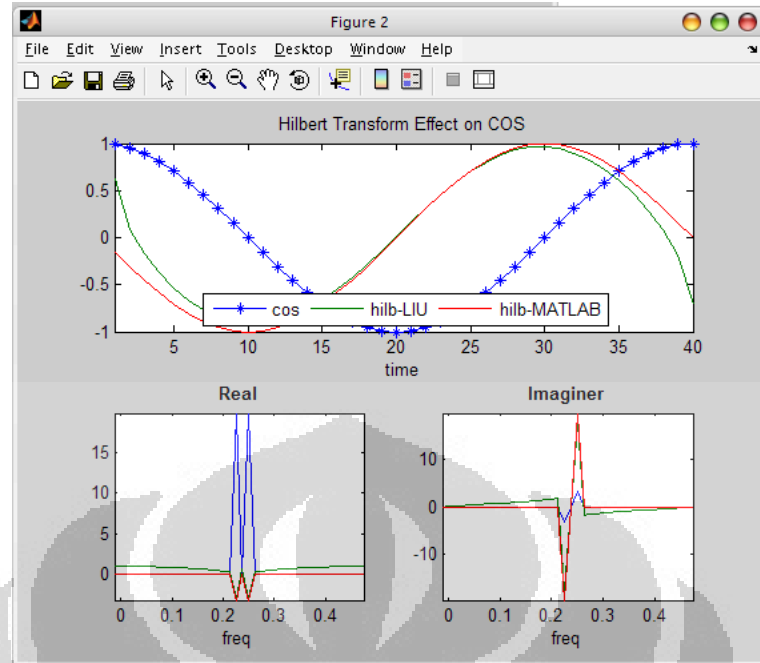 Figure 2
File Edit View Insert Tools Desktop Window Help
Hilbert Transform Effect on COS
1
0.5
0
-0.5
-1
cos hilb-LIU hilb-MATLAB
5 10 15 20 25 30 35 40
time
Real
15
10
5
0
0 0.1 0.2 0.3 0.4
freq
Imaginer
10
0
-10
0 0.1 0.2 0.3 0.4
freq